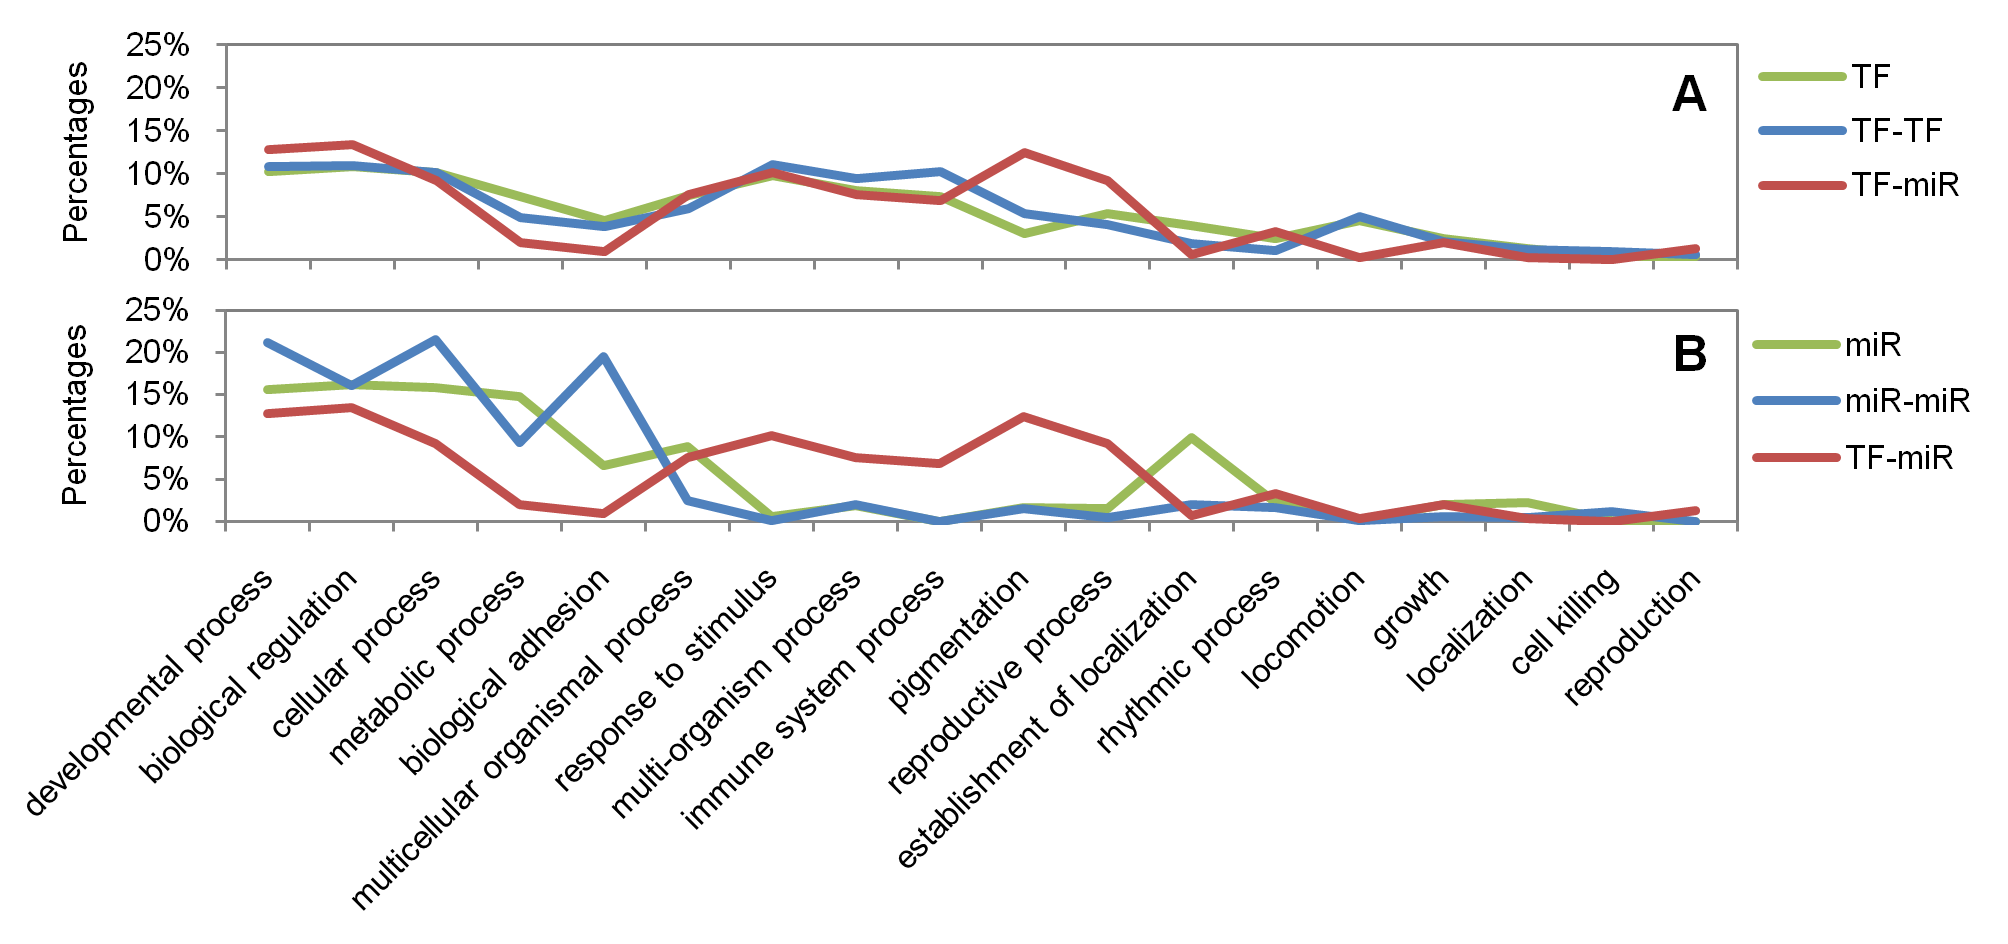 25%
20%
15%
10%
5%
0%
Percentages
A
TF
TF-TF
TF-miR
25%
20%
15%
10%
5%
0%
Percentages
B
miR
miR-miR
TF-miR
developmental process
biological regulation
cellular process
metabolic process
biological adhesion
multicellular organismal process
response to stimulus
multi-organism process
immune system process
pigmentation
reproductive process
establishment of localization
rhythmic process
locomotion
growth
localization
cell killing
reproduction